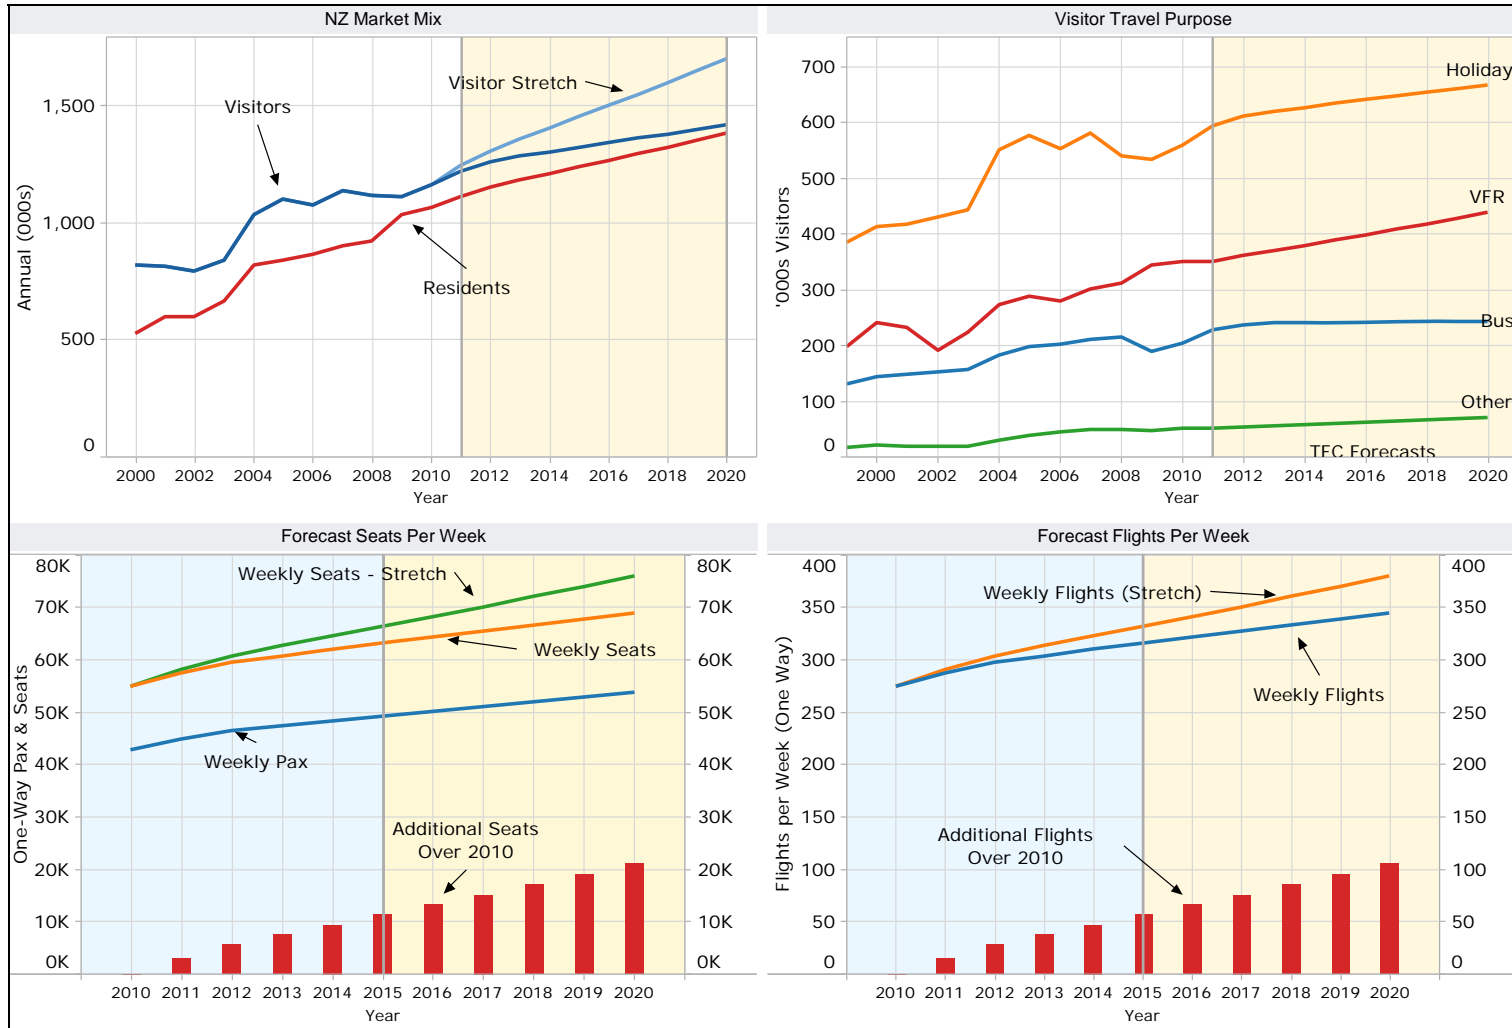 NZ Market Mix
Annual (000s)
1,500
1,000
500
0
Visitors
Visitor Stretch
Residents
2000 2002 2004 2006 2008 2010 2012 2014 2016 2018 2020
Year
Visitor Travel Purpose
'000s Visitors
700
600
500
400
300
200
100
0
Holiday
VFR
Bus
Other
TFC Forecasts
2000 2002 2004 2006 2008 2010 2012 2014 2016 2018 2020
Year
Forecast Seats Per Week
One-Way Pax & Seats
80K 80K
70K 70K
60K 60K
50K 50K
40K 40K
30K 30K
20K 20K
10K 10K
0K 0K
Weekly Seats - Stretch
Weekly Seats
Weekly Pax
Additional Seats
Over 2010
2010 2011 2012 2013 2014 2015 2016 2017 2018 2019 2020
Year
Forecast Flights Per Week
Flights per Week (One Way)
400 400
350 350
300 300
250 250
200 200
150 150
100 100
50 50
0 0
Weekly Flights (Stretch)
Weekly Flights
Additional Flights
Over 2010
2010 2011 2012 2013 2014 2015 2016 2017 2018 2019 2020
Year